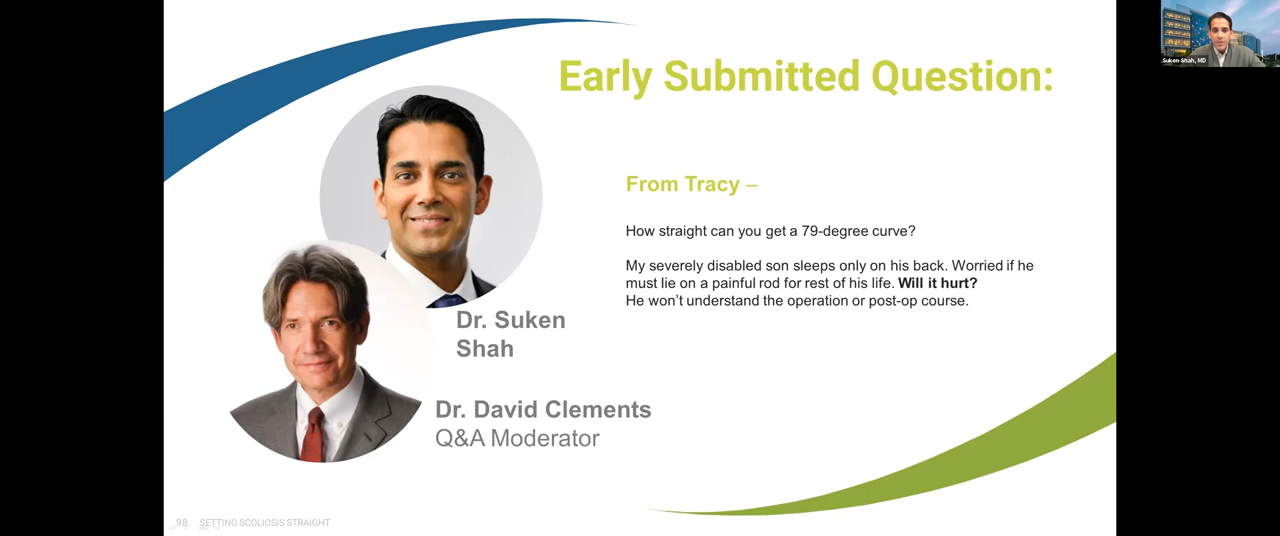 Early Submitted Question:
Suken Shah, MD
From Tracy –
How straight can you get a 79-degree curve?
My severely disabled son sleeps only on his back. Worried if he
must lie on a painful rod for rest of his life. Will it hurt?
He won't understand the operation or post-op course.
Dr. Suken
Shah
Dr. David Clements
Q&A Moderator
98 SETTING SCOLIOSIS STRAIGHT